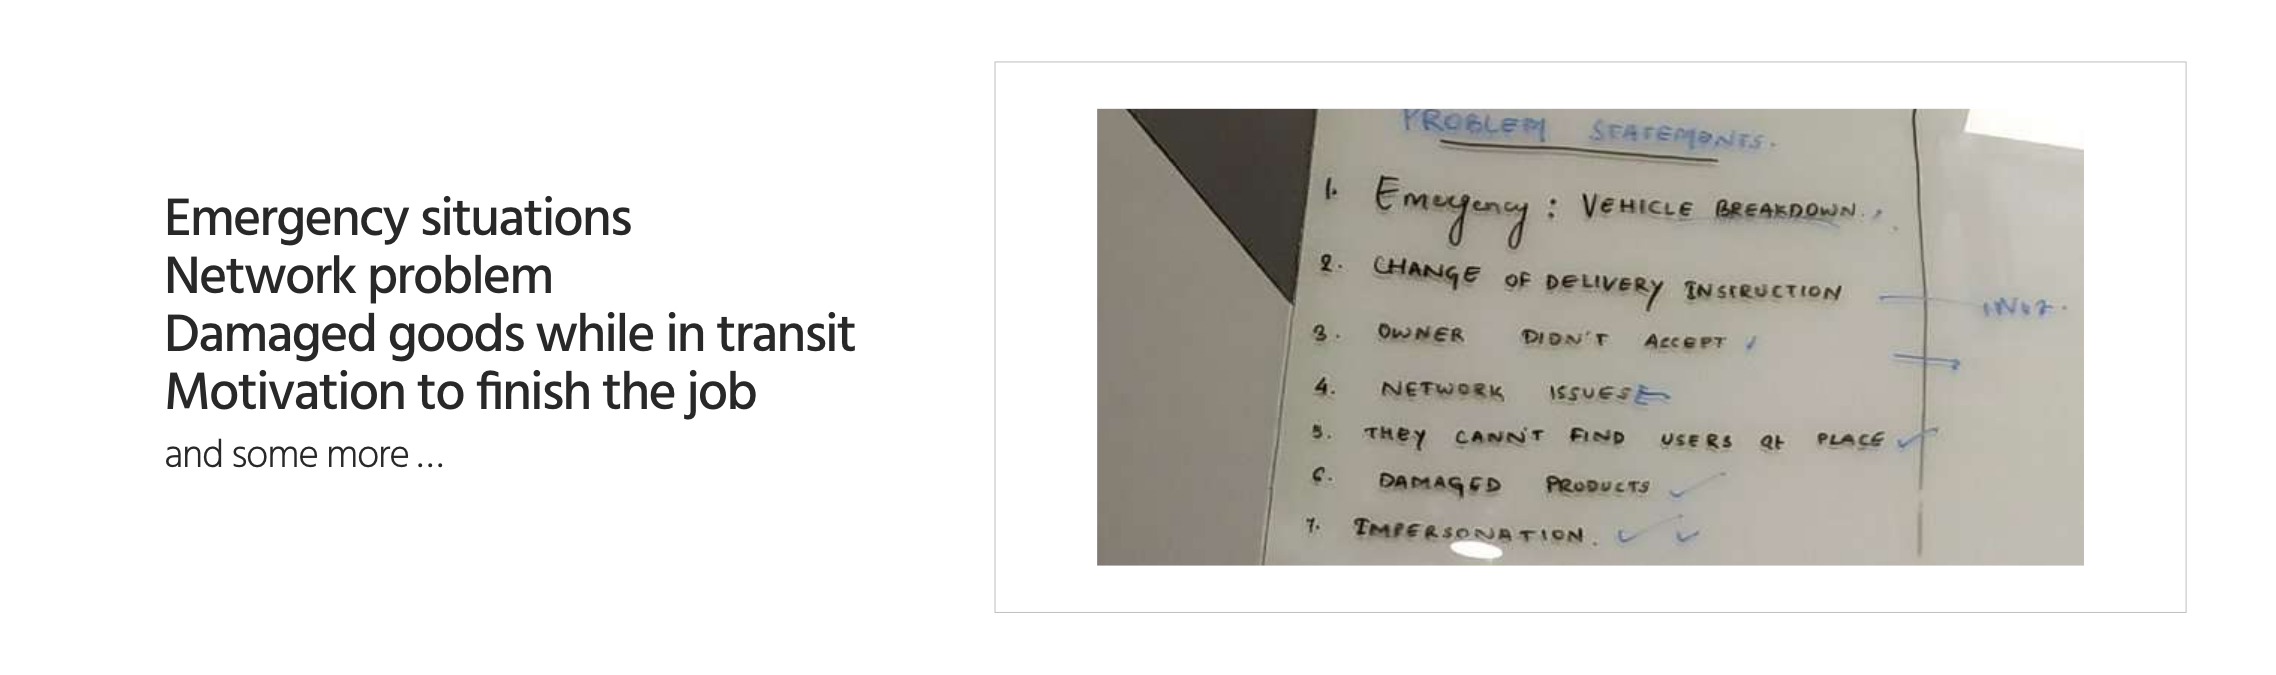 Emergency situations
Network problem
Damaged goods while in transit
Motivation to finish the job
and some more ...
PROBLEM STATEMENTS.
1. Emergency : VEHICLE BREAKDOWN.
2. CHANGE OF DELIVERY INSTRUCTION
3. OWNER DIDN'T ACCEPT
4. NETWORK ISSUES
5. THEY CANN'T FIND USERS at PLACE
6. DAMAGED PRODUCTS
7. IMPERSONATION.